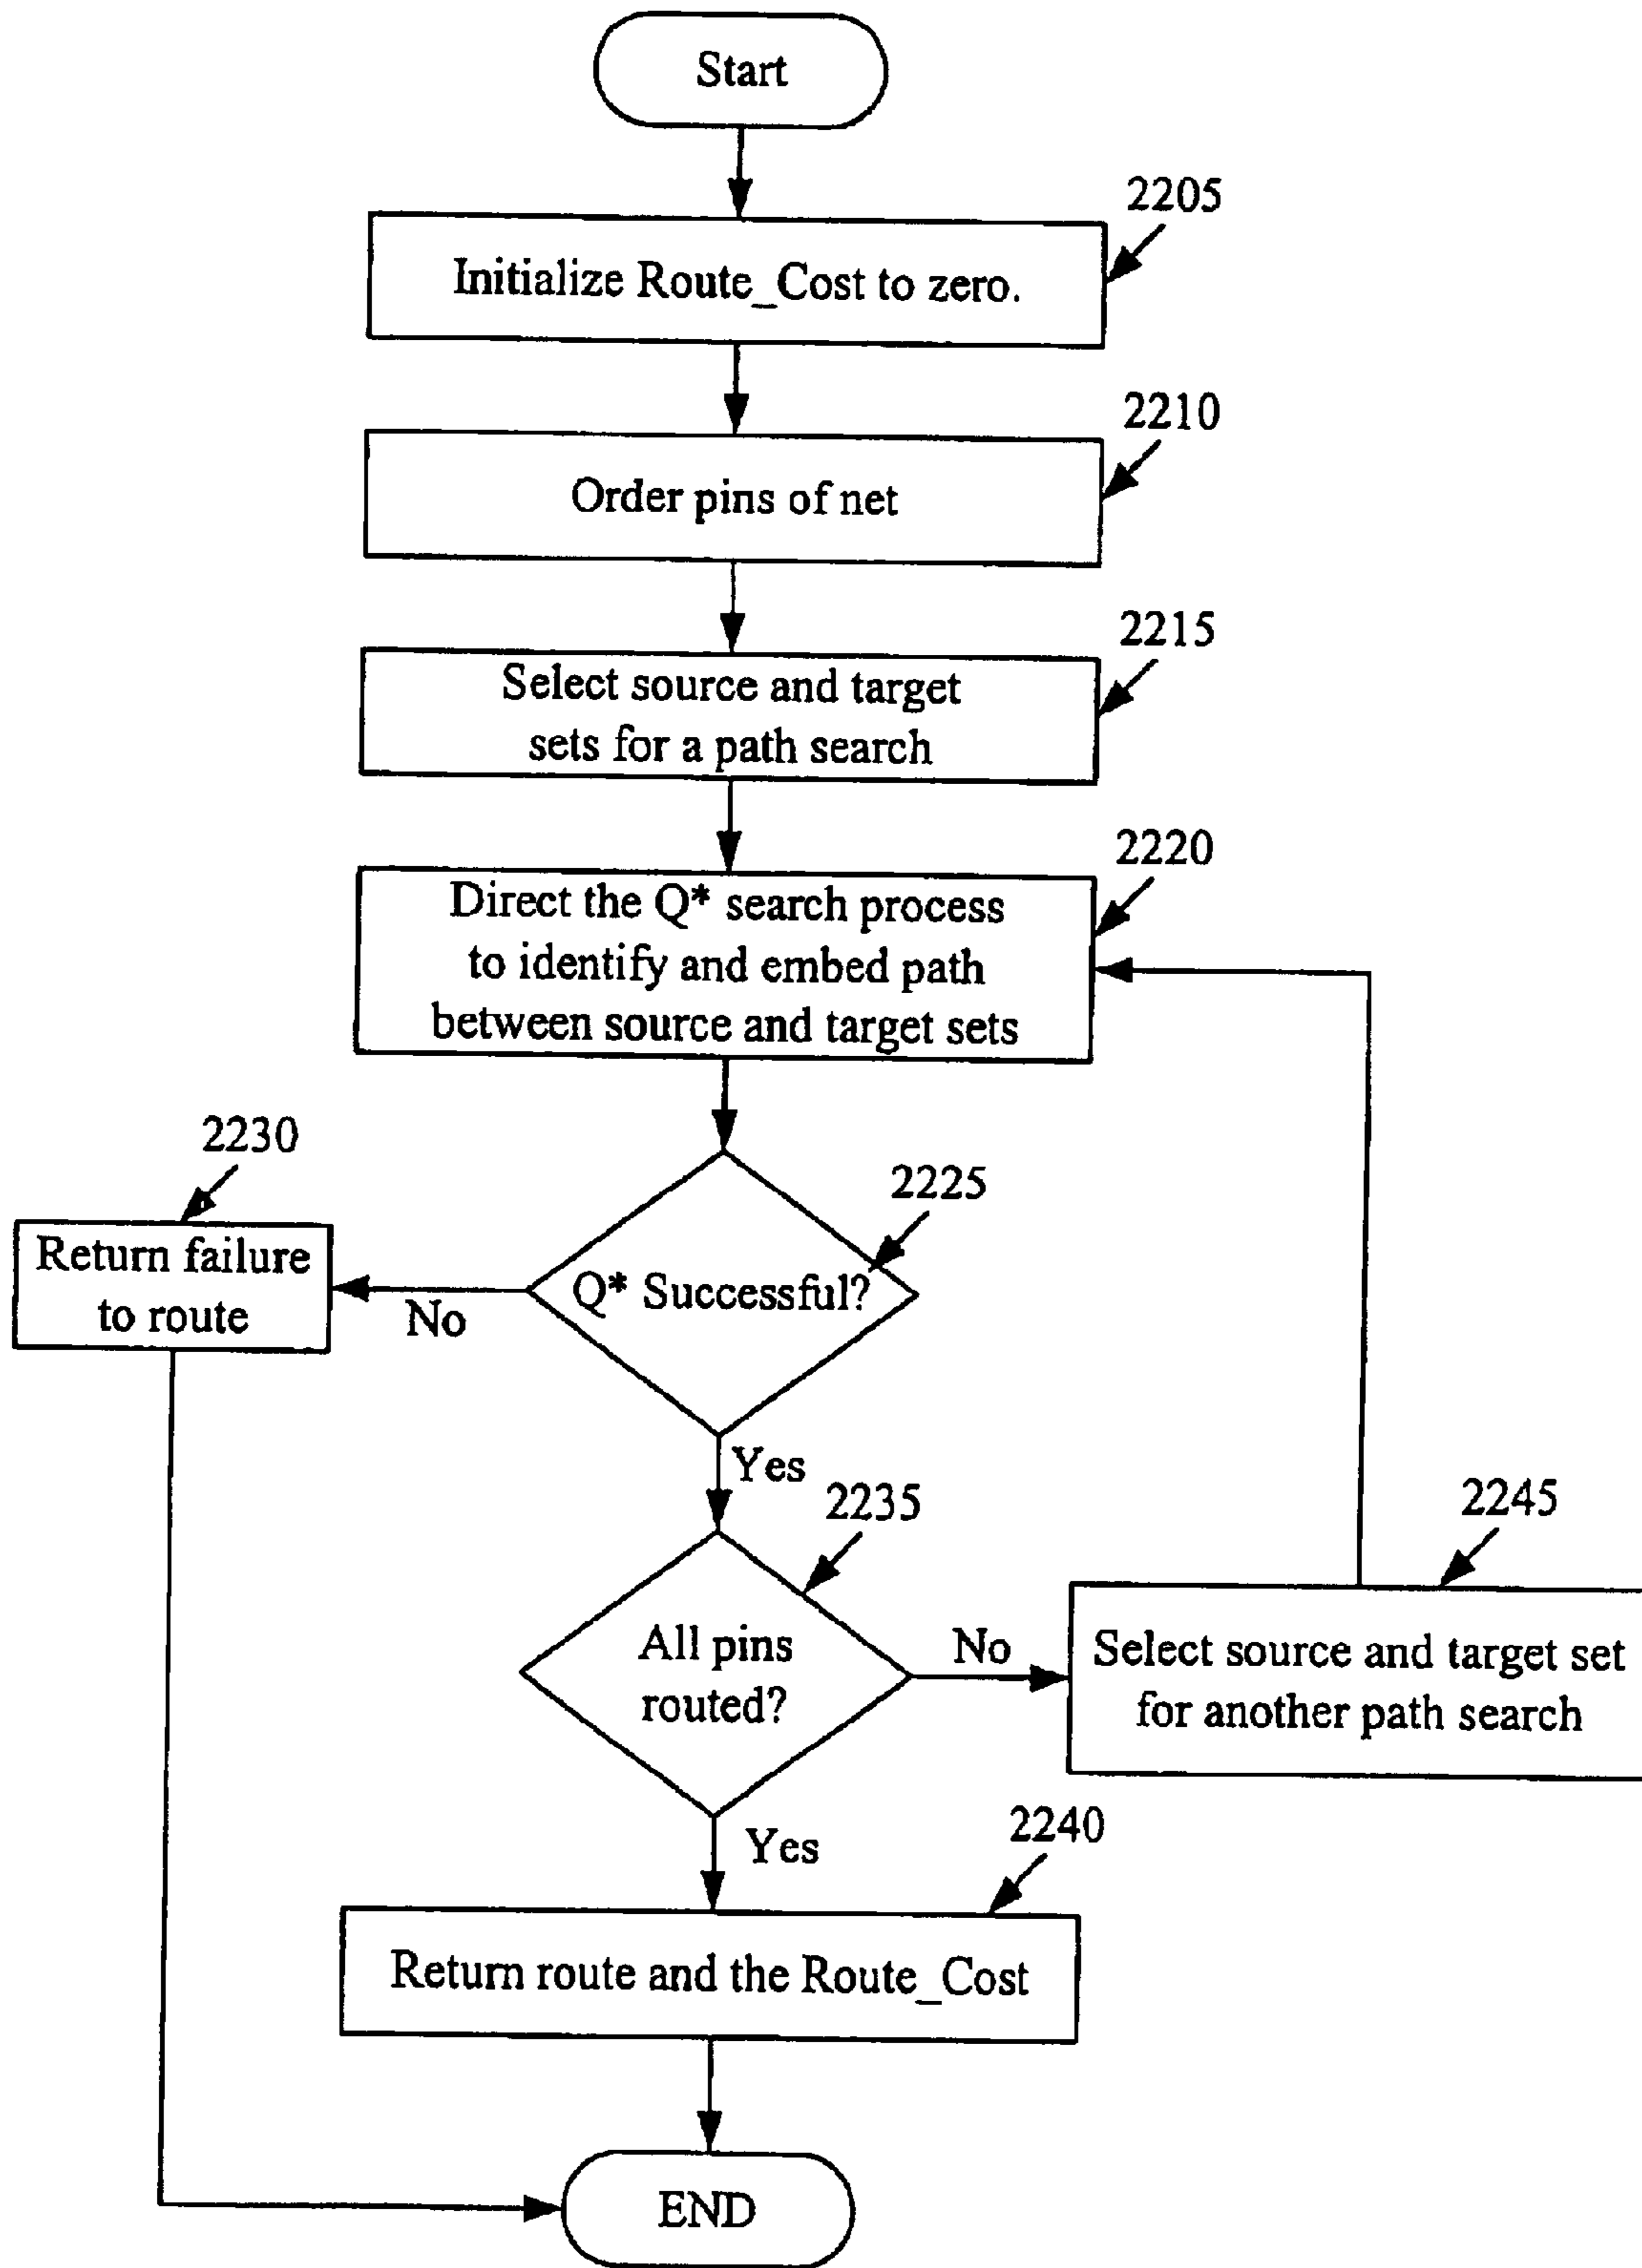 Start
2205
Initialize Route_Cost to zero.
2210
Order pins of net
2215
Select source and target
sets for a path search
2220
Direct the Q* search process
to identify and embed path
between source and target sets
2230
Return failure
to route
2225
Q* Successful?
No
Yes
2235
All pins
routed?
No
2245
Select source and target set
for another path search
Yes
2240
Return route and the Route_Cost
END